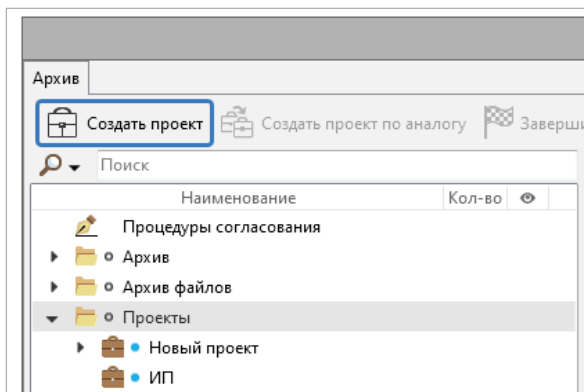 Архив
Создать проект Создать проект по аналогу
Поиск
Наименование Кол-во
Процедуры согласования
Архив
Архив файлов
Проекты
Новый проект
ИП